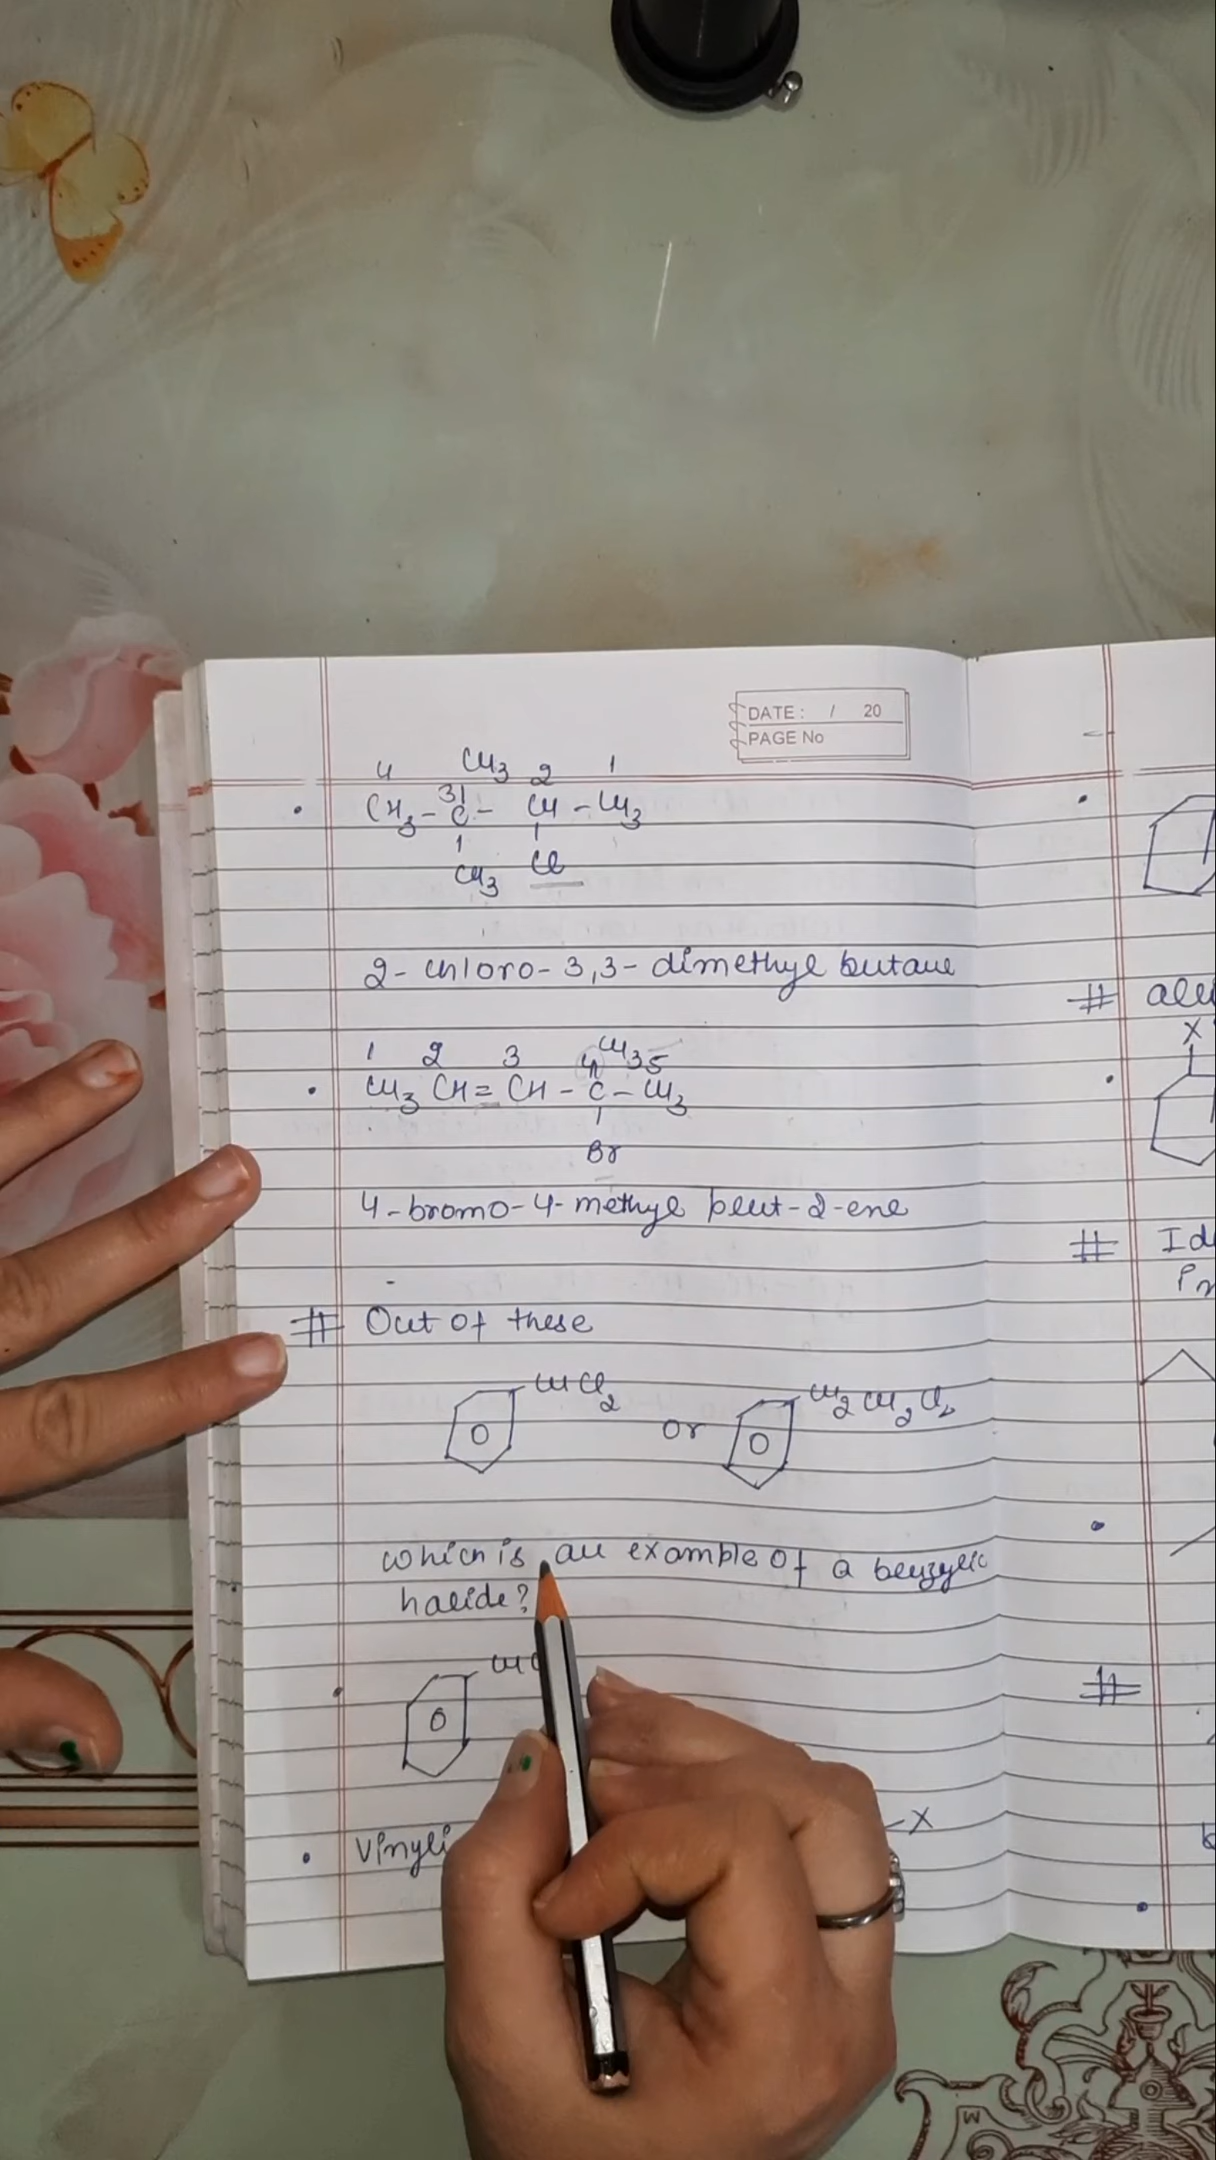 DATE : / 20
PAGE No
4 CH3 2 1
CH3 - 3C - CH - CH3
CH3 Cl
2- chloro- 3,3- dimethyl butane
1 2 3 4 CH3 5
CH3 CH = CH - C - CH3
Br
4-bromo-4-methyl pent-2-ene
# Out of these
CHCl2 or CH2CH2Cl
which is an example of a benzylic
halide?
X
#
X
#
#